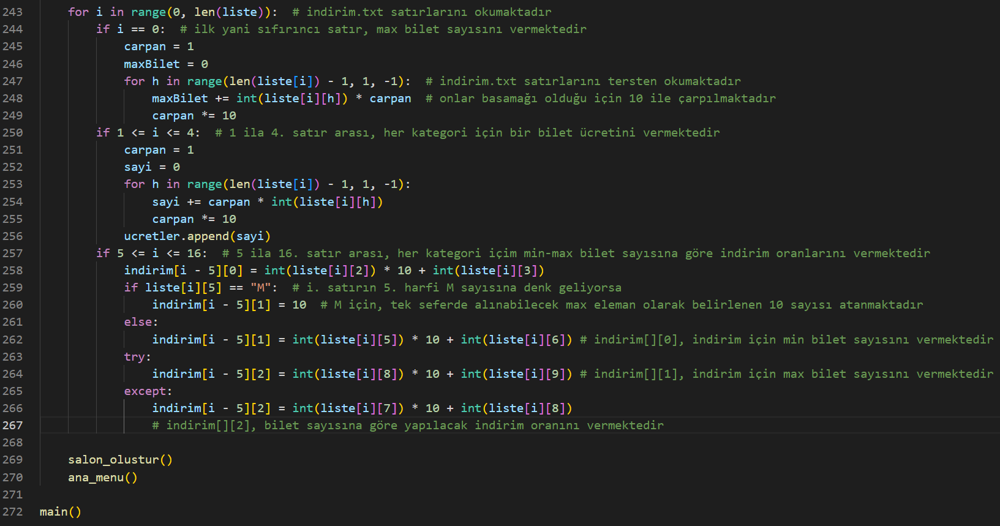 243 for i in range(0, len(liste)):  # indirim.txt satırlarını okumaktadır
244 if i == 0:  # ilk yani sıfırıncı satır, max bilet sayısını vermektedir
245 carpan = 1
246 maxBilet = 0
247 for h in range(len(liste[i]) - 1, 1, -1):  # indirim.txt satırlarını tersten okumaktadır
248 maxBilet += int(liste[i][h]) * carpan  # onlar basamağı olduğu için 10 ile çarpılmaktadır
249 carpan *= 10
250 if 1 <= i <= 4:  # 1 ila 4. satır arası, her kategori için bir bilet ücretini vermektedir
251 carpan = 1
252 sayi = 0
253 for h in range(len(liste[i]) - 1, 1, -1):
254 sayi += carpan * int(liste[i][h])
255 carpan *= 10
256 ucretler.append(sayi)
257 if 5 <= i <= 16:  # 5 ila 16. satır arası, her kategori içim min-max bilet sayısına göre indirim oranlarını vermektedir
258 indirim[i - 5][0] = int(liste[i][2]) * 10 + int(liste[i][3])
259 if liste[i][5] == "M":  # i. satırın 5. harfi M sayısına denk geliyorsa
260 indirim[i - 5][1] = 10  # M için, tek seferde alınabilecek max eleman olarak belirlenen 10 sayısı atanmaktadır
261 else:
262 indirim[i - 5][1] = int(liste[i][5]) * 10 + int(liste[i][6]) # indirim[][0], indirim için min bilet sayısını vermektedir
263 try:
264 indirim[i - 5][2] = int(liste[i][8]) * 10 + int(liste[i][9]) # indirim[][1], indirim için max bilet sayısını vermektedir
265 except:
266 indirim[i - 5][2] = int(liste[i][7]) * 10 + int(liste[i][8])
267 # indirim[][2], bilet sayısına göre yapılacak indirim oranını vermektedir
268
269 salon_olustur()
270 ana_menu()
271
272 main()